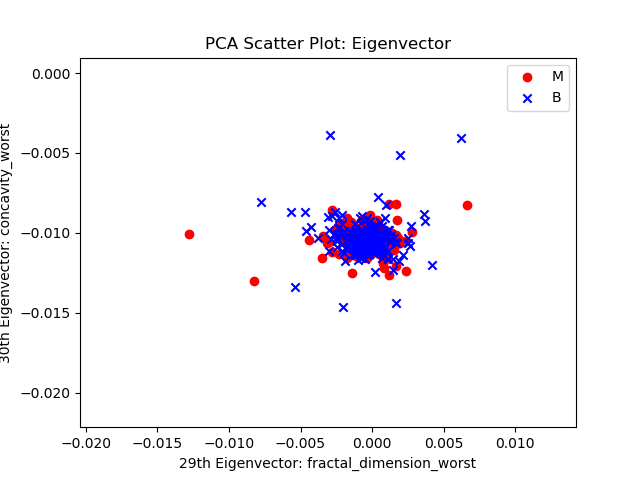 PCA Scatter Plot: Eigenvector
M
B
30th Eigenvector: concavity_worst
0.000
−0.005
−0.010
−0.015
−0.020
−0.020 −0.015 −0.010 −0.005 0.000 0.005 0.010
29th Eigenvector: fractal_dimension_worst